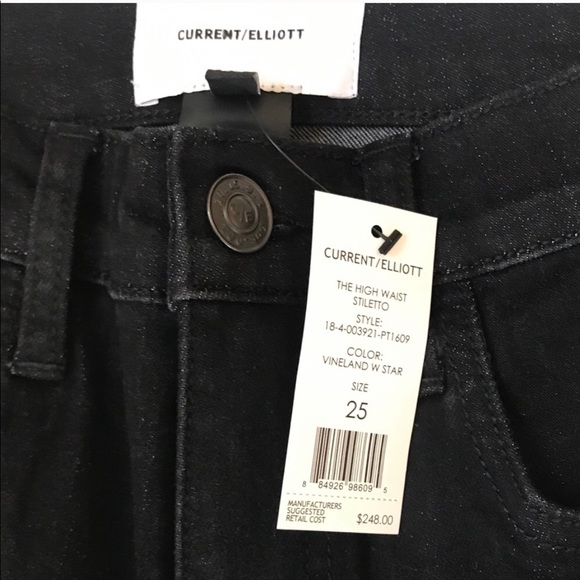 CURRENT/ELLIOTT
CURRENT/ELLIOTT
THE HIGH WAIST
STILETTO
STYLE:
18-4-003921-PT1609
COLOR:
VINELAND W STAR
SIZE
25
8 84926 98609 5
MANUFACTURERS
SUGGESTED
RETAIL COST $248.00